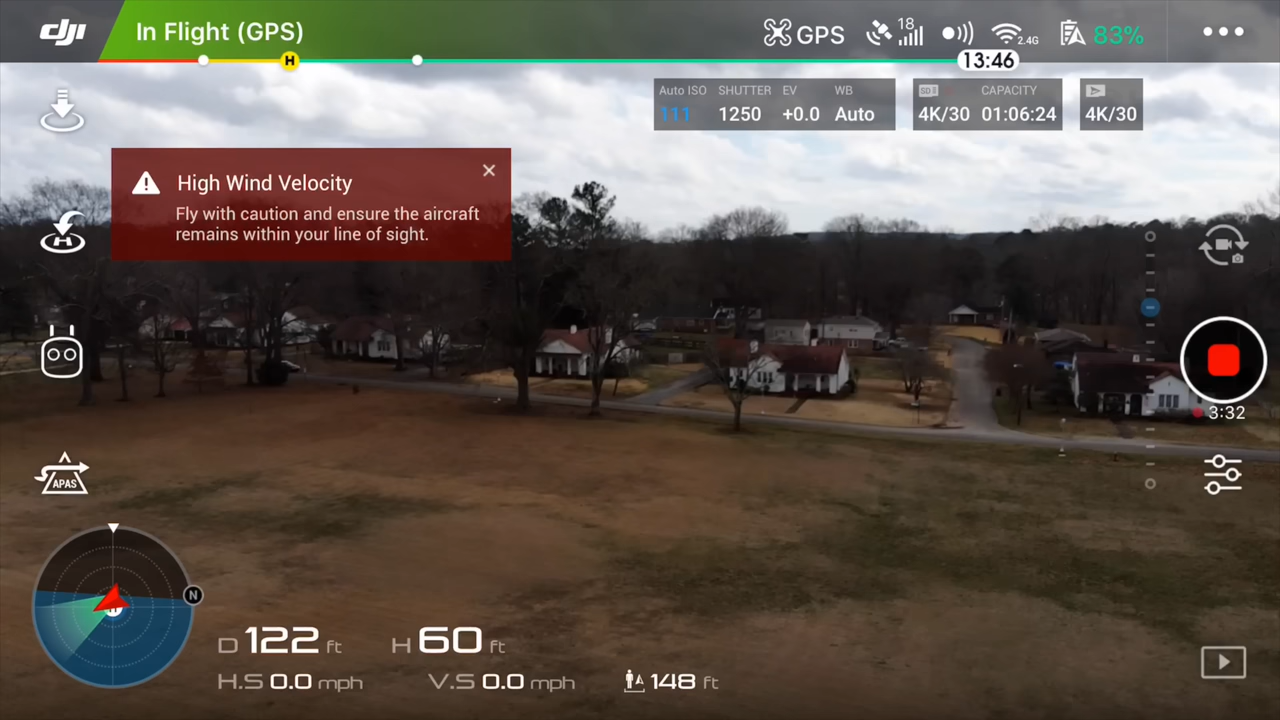 dji In Flight (GPS) GPS 18 2.4G 83%
H 13:46
Auto ISO SHUTTER EV WB CAPACITY
111 1250 +0.0 Auto 4K/30 01:06:24 4K/30
High Wind Velocity
Fly with caution and ensure the aircraft
remains within your line of sight.
H
3:32
APAS
N
H
D 122 ft H 60 ft
H.S 0.0 mph V.S 0.0 mph 148 ft